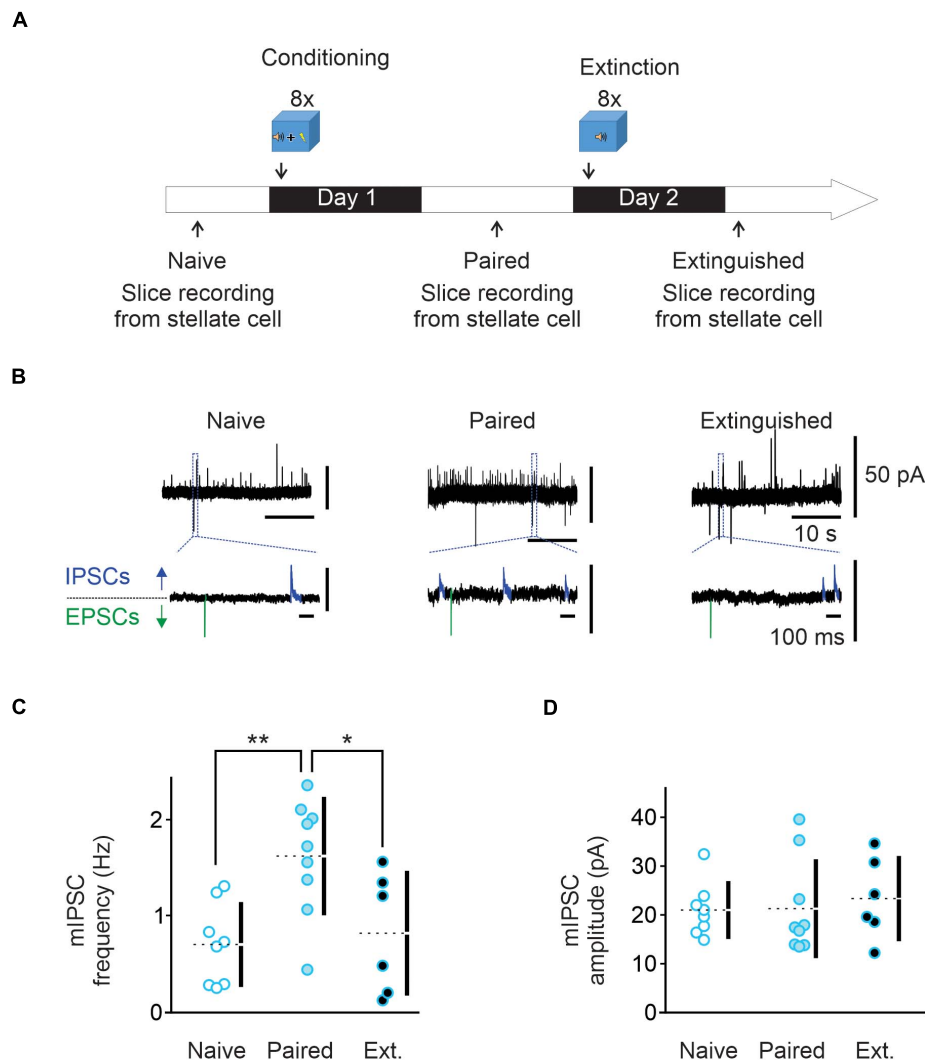 A
Conditioning
Extinction
8x
8x
+
Day 1
Day 2
Naive
Paired
Extinguished
Slice recording
from stellate cell
Slice recording
from stellate cell
Slice recording
from stellate cell
B
Naive
Paired
Extinguished
50 pA
10 s
IPSCs
EPSCs
100 ms
C
**
*
mIPSC
frequency (Hz)
2
1
0
Naive
Paired
Ext.
D
mIPSC
amplitude (pA)
40
30
20
10
0
Naive
Paired
Ext.